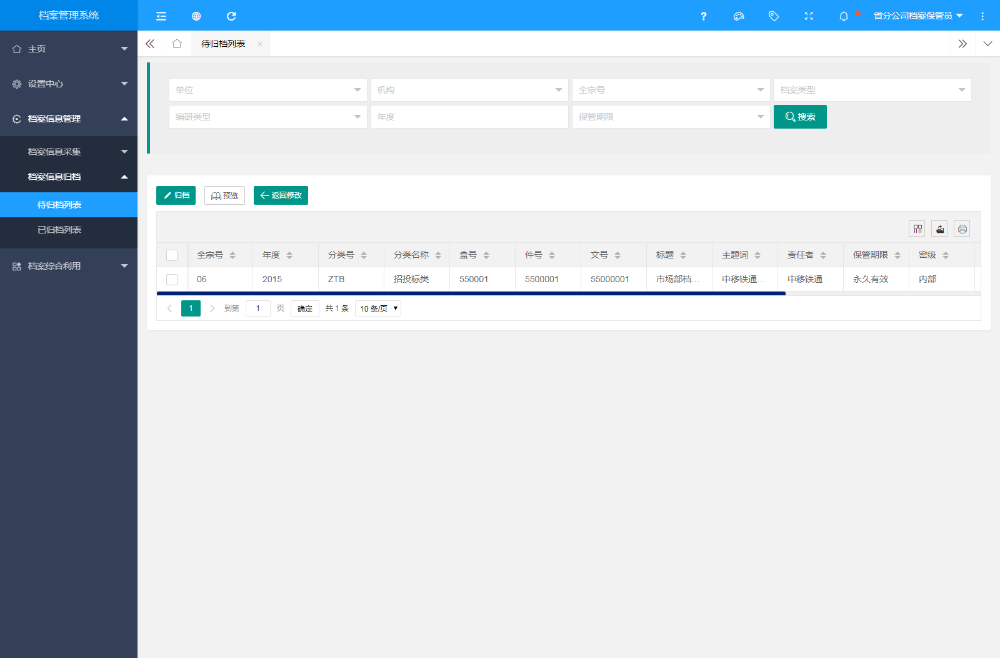 档案管理系统
?
省分公司档案保管员
主页
设置中心
档案信息管理
档案信息采集
档案信息归档
待归档列表
已归档列表
档案综合利用
待归档列表
单位 机构 全宗号 档案类型
编研类型 年度 保管期限 搜索
归档 预览 返回修改
全宗号 年度 分类号 分类名称 盒号 件号 文号 标题 主题词 责任者 保管期限 密级
06 2015 ZTB 招投标类 550001 5500001 55000001 市场部档... 中移铁通... 中移铁通 永久有效 内部
1 到第 1 页 确定 共 1 条 10 条/页